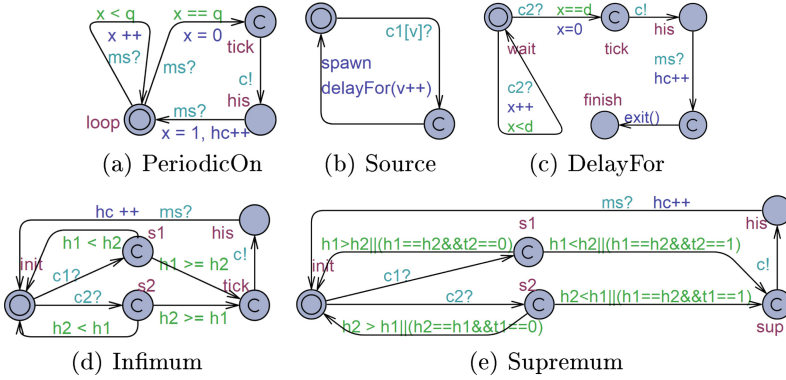 x < q
x == q
x ++
x = 0
tick
ms?
ms?
c!
ms?
his
loop
x = 1, hc++
(a) PeriodicOn
C
c1[v]?
spawn
delayFor(v++)
C
(b) Source
c2?
x==d
c!
x=0
C
his
wait
tick
ms?
hc++
c2?
x++
x<d
finish
exit()
C
(c) DelayFor
hc ++
ms?
s1
h1 < h2
C
his
init
c1?
h1 >= h2
c!
s2
tick
c2?
C
C
h2 < h1
h2 >= h1
(d) Infimum
ms?
hc++
s1
his
h1>h2||(h1==h2&&t2==0)
C
h1<h2||(h1==h2&&t2==1)
init
c1?
c!
s2
c2?
C
h2<h1||(h1==h2&&t1==1)
C
h2 > h1||(h2==h1&&t1==0)
sup
(e) Supremum